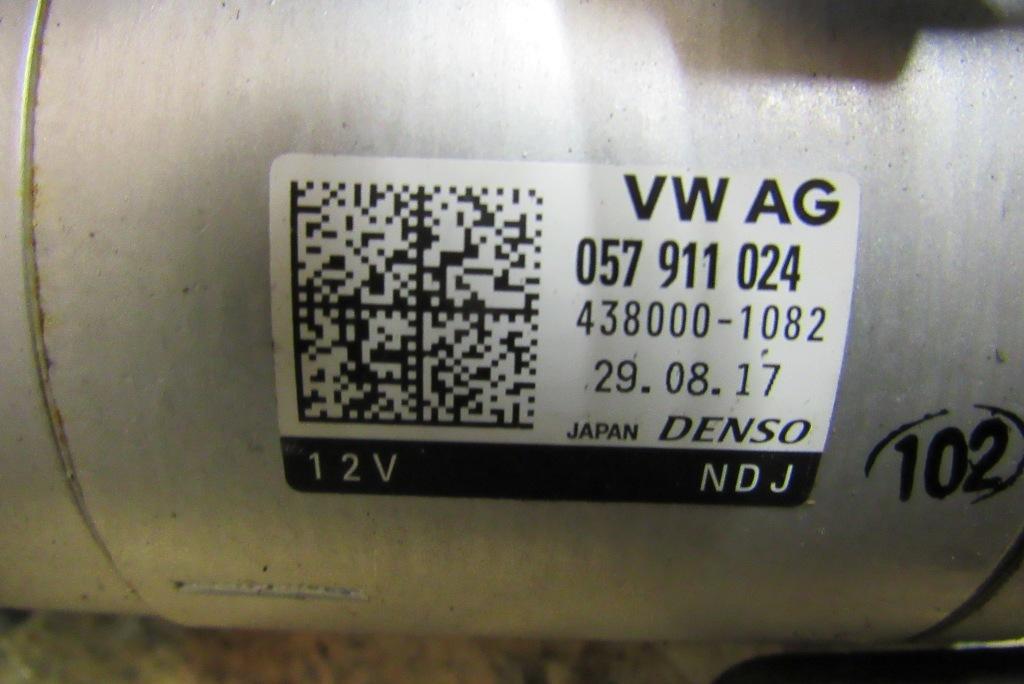 VW AG
057 911 024
438000-1082
29.08.17
JAPAN DENSO
12V NDJ
102